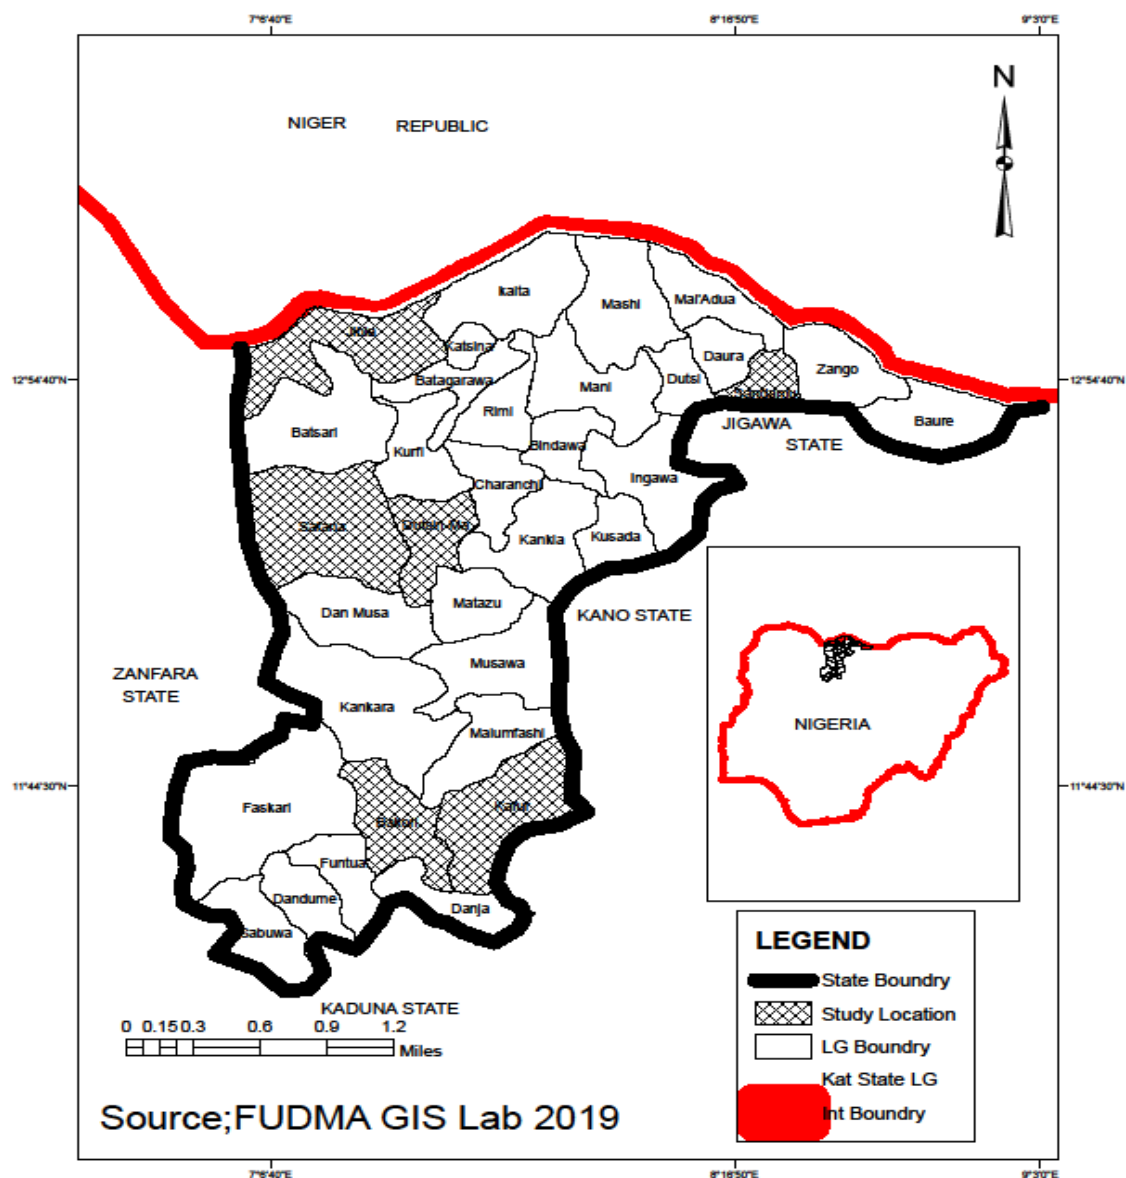 7°6'40"E 8°16'50"E 9°3'0"E
N
NIGER REPUBLIC
Kaita
Mashi
Mai'Adua
Jibia
Katsina
Daura
Zango
12°54'40"N 12°54'40"N
Batagarawa
Mani
Dutsi
Rimi
Baure
JIGAWA
STATE
Batsari
Kurfi
Bindawa
Charanchi
Ingawa
Safana
Dutsin-Ma
Kankia
Kusada
Dan Musa
Matazu
KANO STATE
ZANFARA
STATE
Musawa
Kankara
Malumfashi
NIGERIA
11°44'30"N 11°44'30"N
Faskari
Bakori
Kafur
Funtua
Dandume
Danja
Sabuwa
KADUNA STATE
0 0.15 0.3 0.6 0.9 1.2
Miles
LEGEND
State Boundry
Study Location
LG Boundry
Kat State LG
Int Boundry
Source;FUDMA GIS Lab 2019
7°6'40"E 8°16'50"E 9°3'0"E